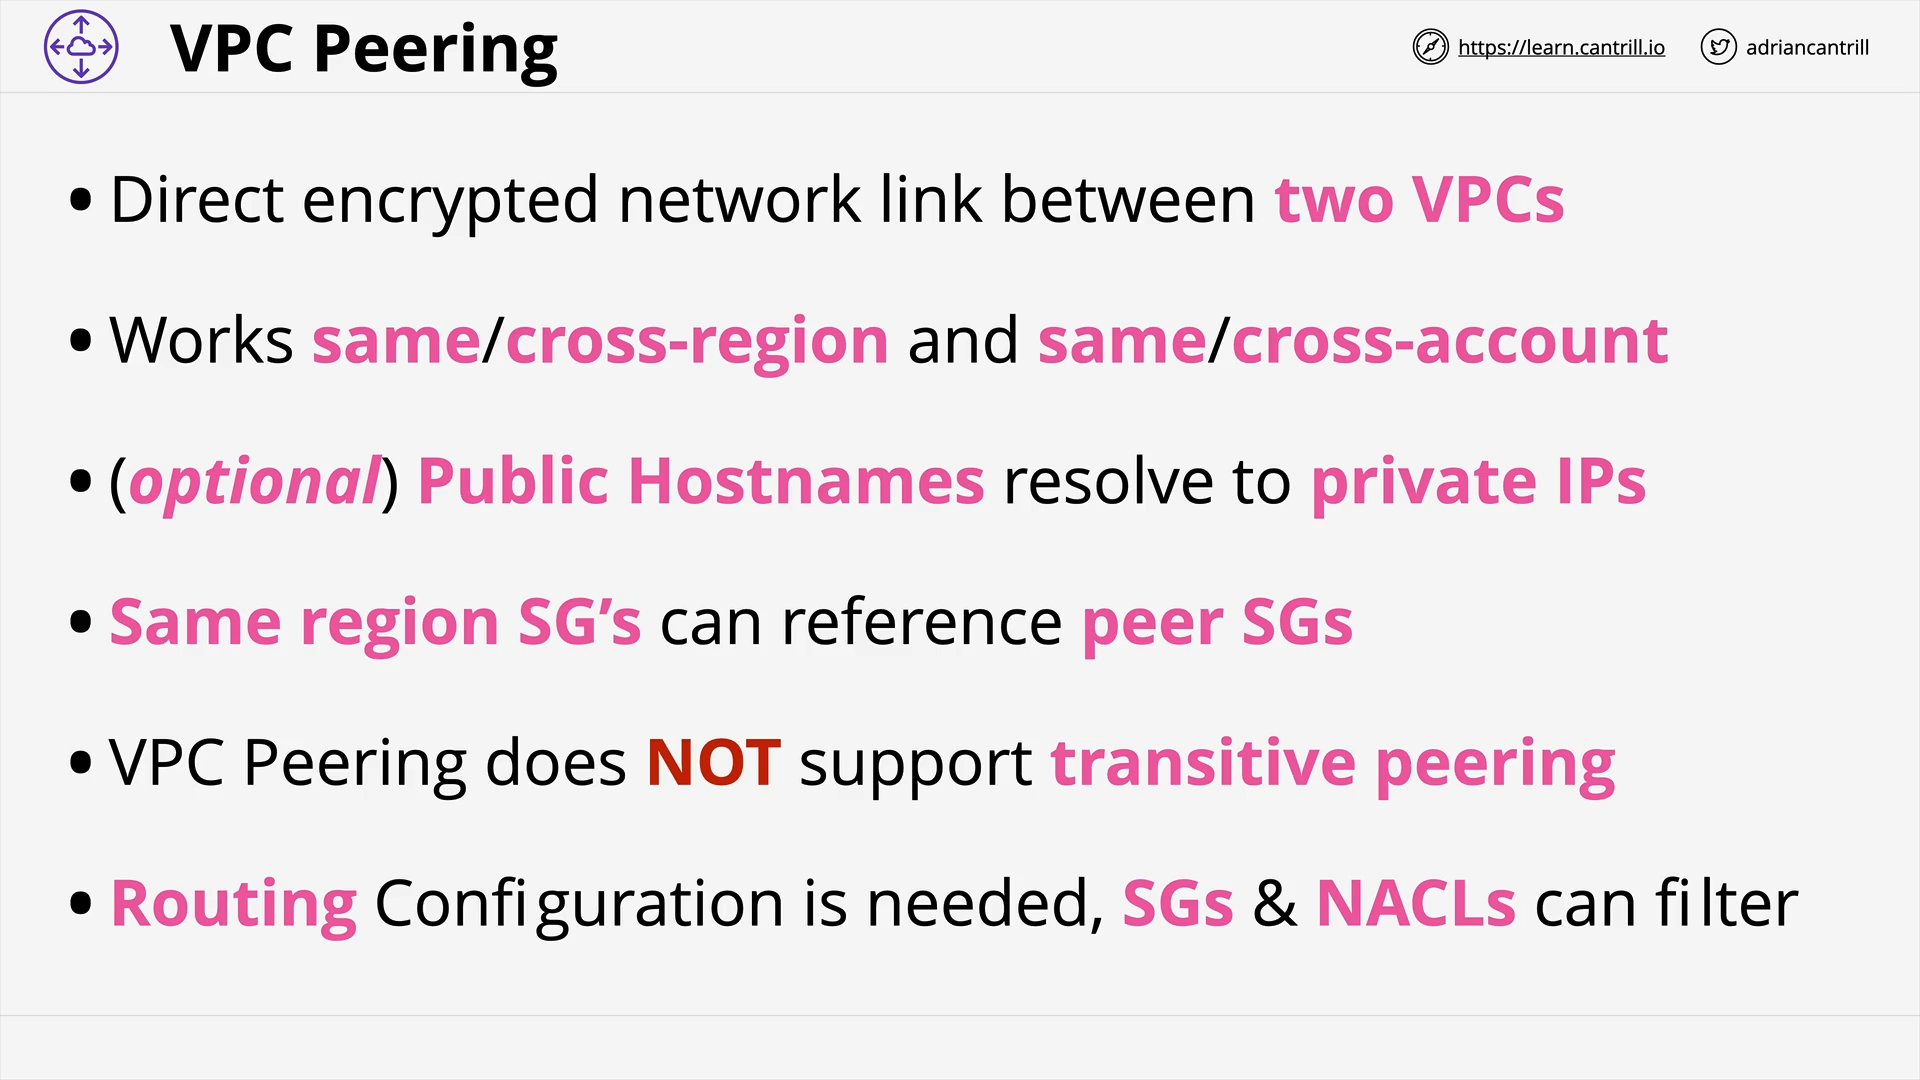 VPC Peering
https://learn.cantrill.io
adriancantrill
• Direct encrypted network link between two VPCs
• Works same/cross-region and same/cross-account
• (optional) Public Hostnames resolve to private IPs
• Same region SG’s can reference peer SGs
• VPC Peering does NOT support transitive peering
• Routing Configuration is needed, SGs & NACLs can filter